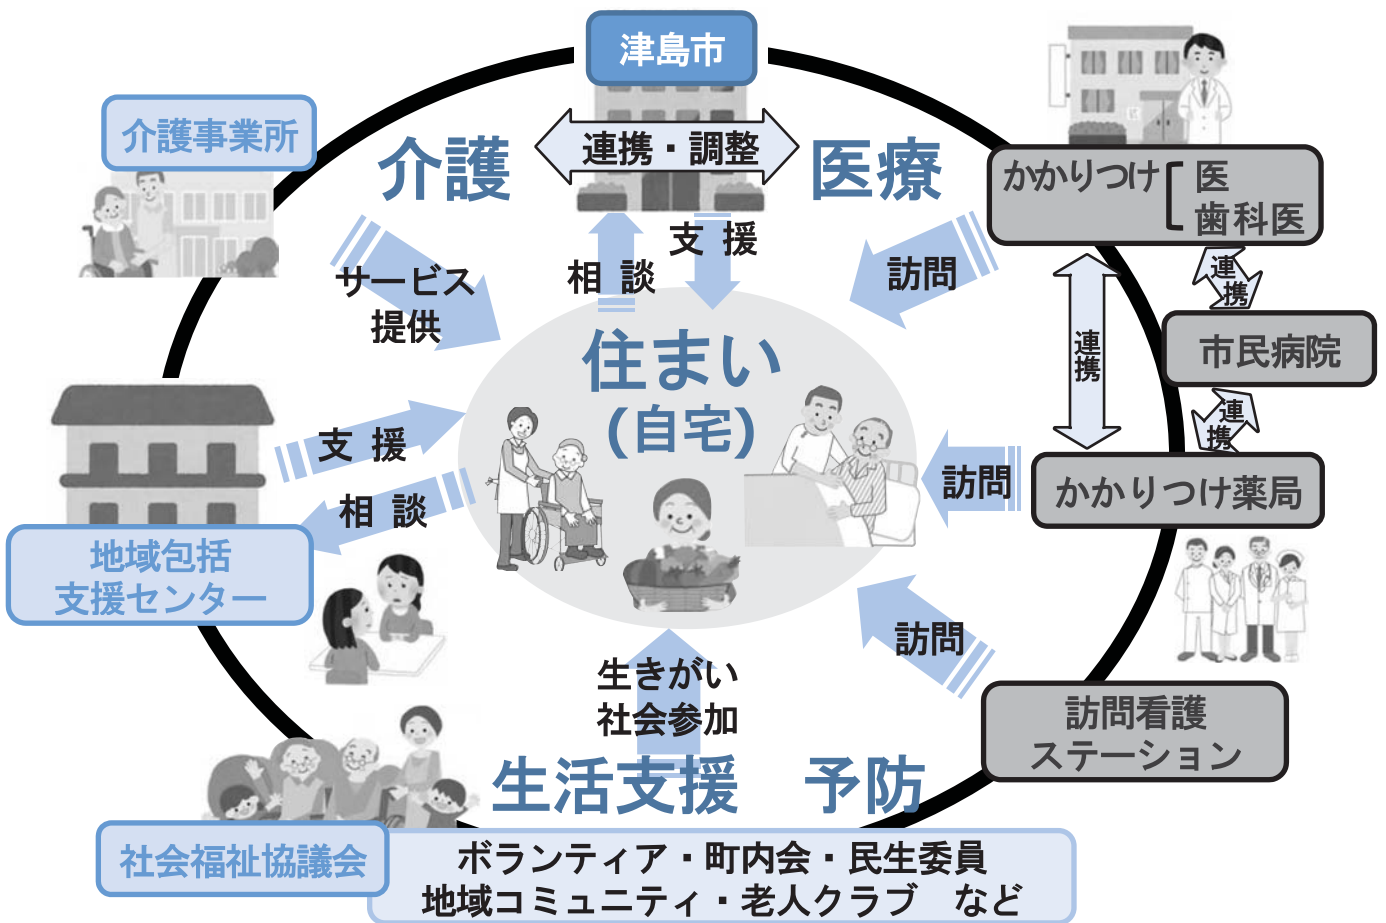 津島市
介護事業所
介護
連携・調整
医療
かかりつけ
医
歯科医
サービス
提供
相談
支援
訪問
連携
市民病院
連携
連携
住まい
(自宅)
支援
相談
訪問
かかりつけ薬局
地域包括
支援センター
訪問
生きがい
社会参加
訪問看護
ステーション
生活支援 予防
社会福祉協議会
ボランティア・町内会・民生委員
地域コミュニティ・老人クラブ など